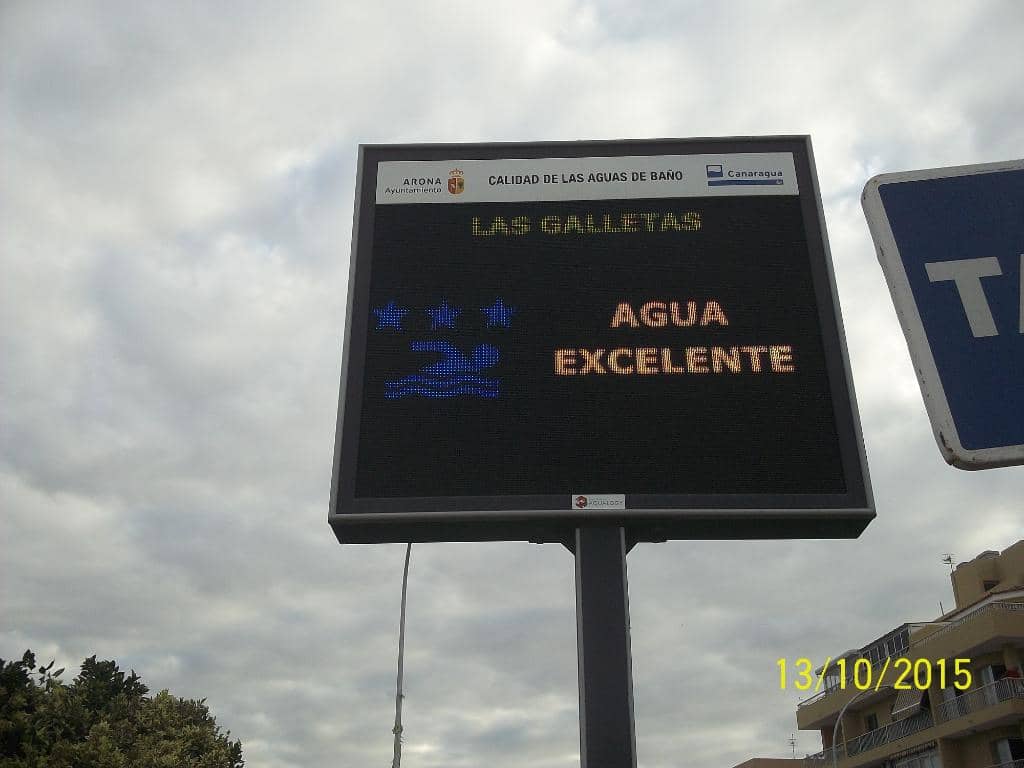 ARONA
Ayuntamiento
CALIDAD DE LAS AGUAS DE BAÑO
Canaragua
LAS GALLETAS
AGUA
EXCELENTE
T
13/10/2015